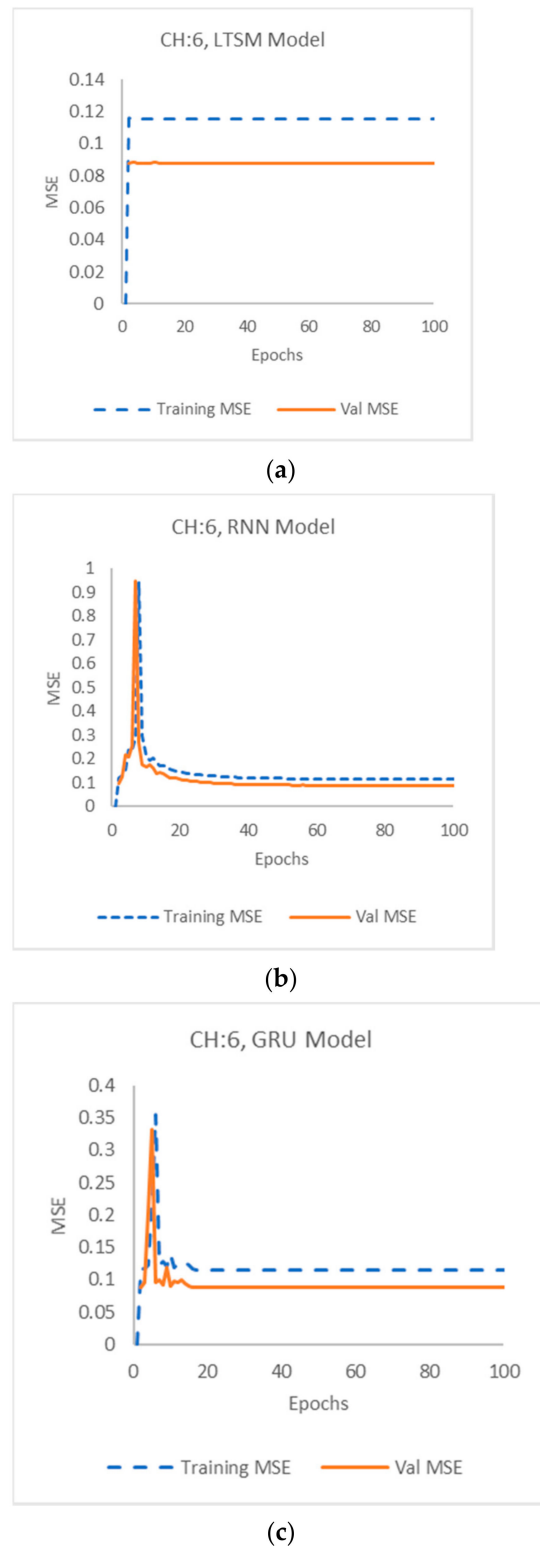 CH:6, LTSM Model
0.14
0.12
0.1
0.08
0.06
0.04
0.02
0
MSE
0 20 40 60 80 100
Epochs
Training MSE Val MSE
(a)
CH:6, RNN Model
1
0.9
0.8
0.7
0.6
0.5
0.4
0.3
0.2
0.1
0
MSE
0 20 40 60 80 100
Epochs
Training MSE Val MSE
(b)
CH:6, GRU Model
0.4
0.35
0.3
0.25
0.2
0.15
0.1
0.05
0
MSE
0 20 40 60 80 100
Epochs
Training MSE Val MSE
(c)